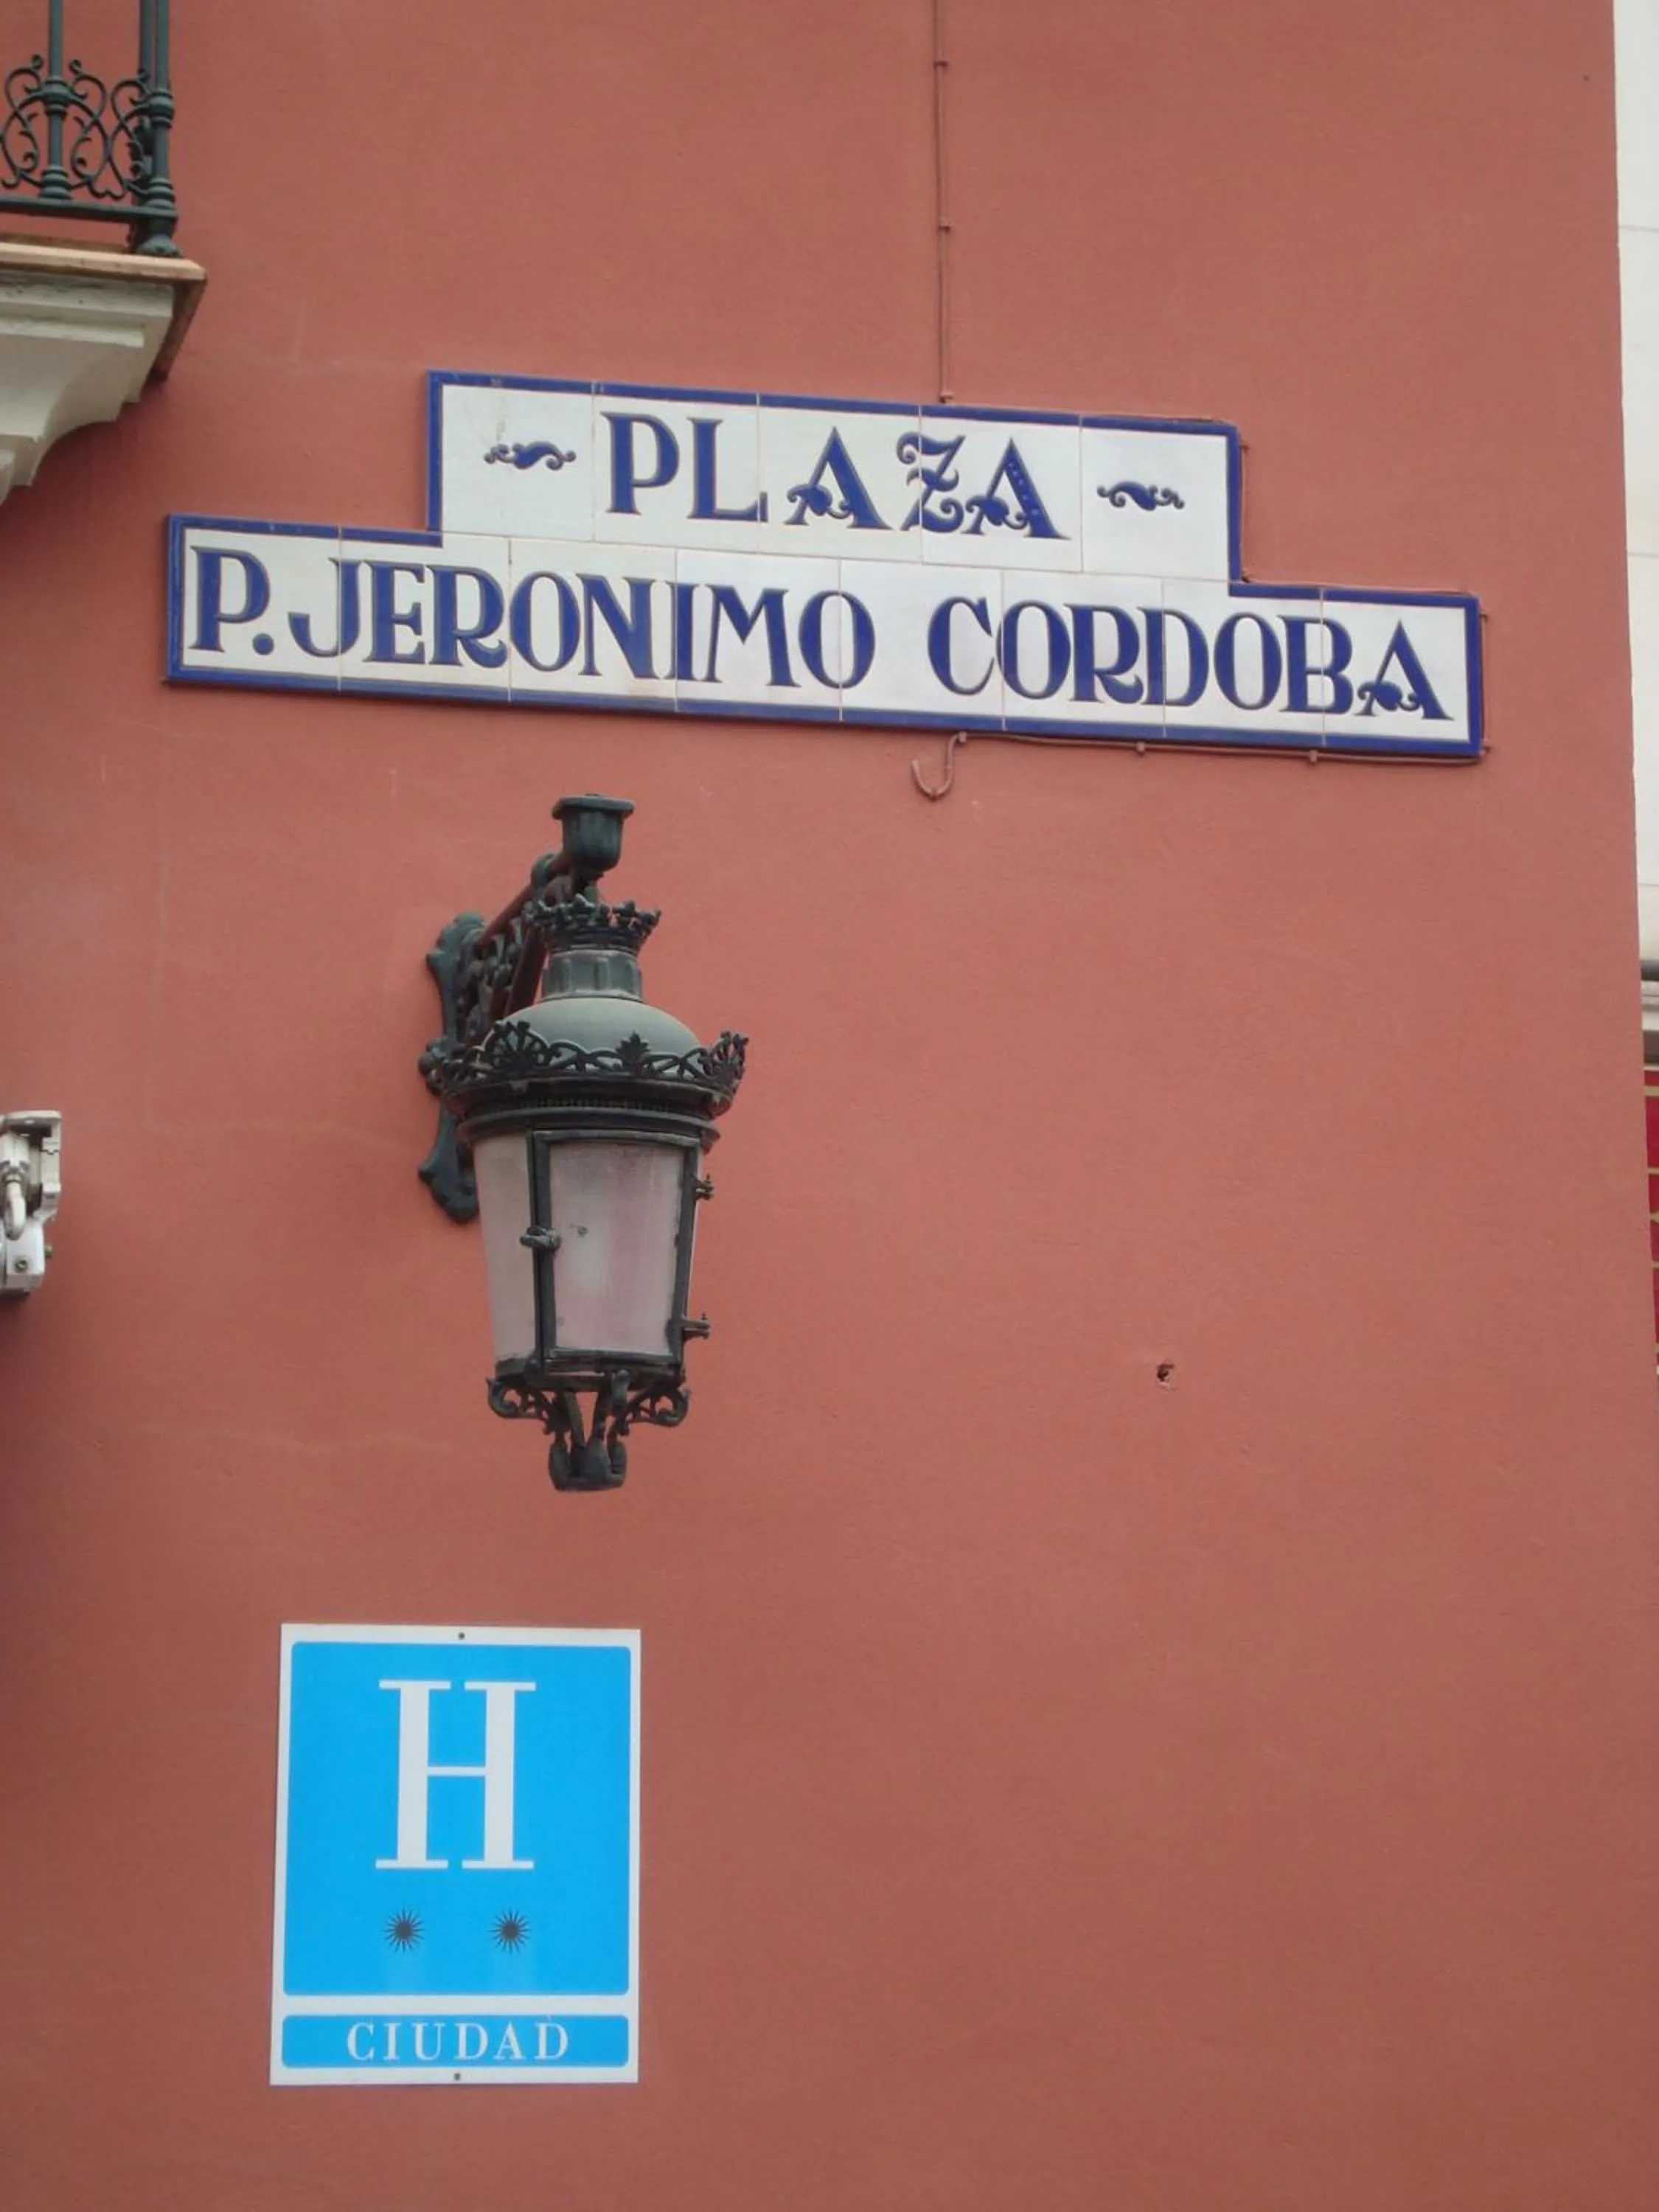 PLAZA
P. JERONIMO CORDOBA
H
CIUDAD